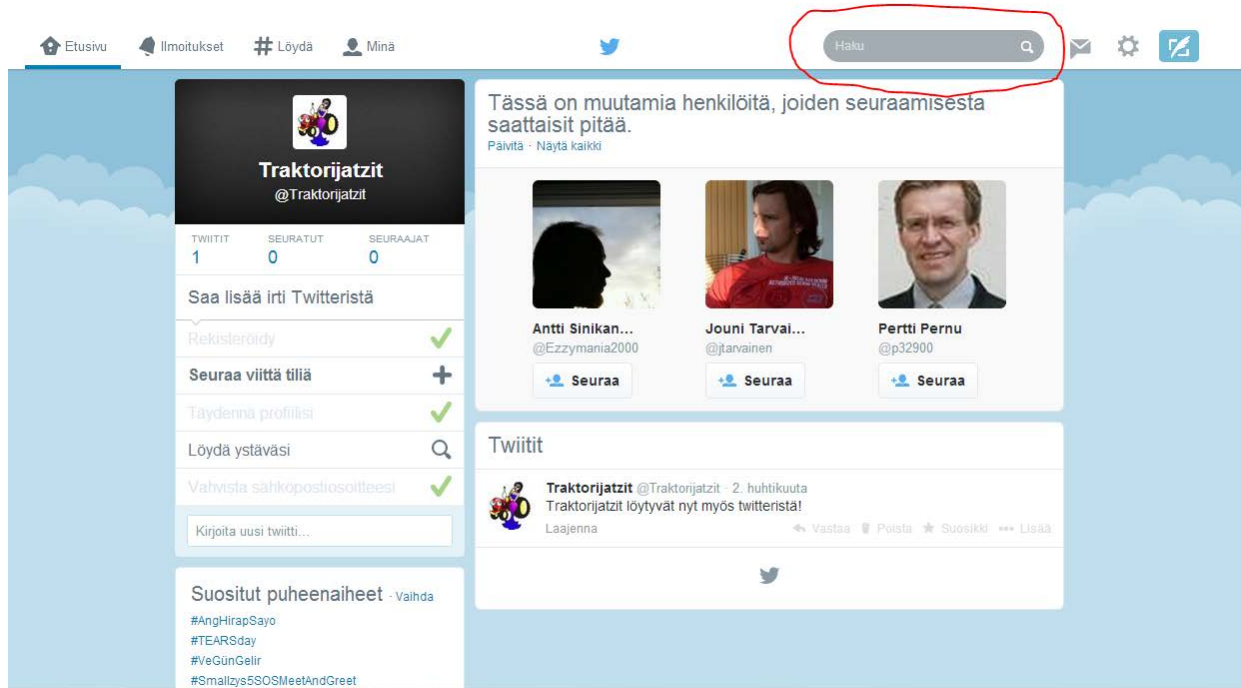 Etusivu Ilmoitukset Löydä Minä Haku
Traktorijatzit
@Traktorijatzit
TWIITIT SEURATUT SEURAAJAT
1 0 0
Saa lisää irti Twitteristä
Rekisteröidy
Seuraa viittä tiliä
Täydennä profiilisi
Löydä ystäväsi
Vahvista sähköpostiosoitteesi
Kirjoita uusi twiitti...
Suositut puheenaiheet · Vaihda
#AngHirapSayo
#TEARSday
#VeGünGelir
#Smallzys5SOSMeetAndGreet
Tässä on muutamia henkilöitä, joiden seuraamisesta
saattaisit pitää.
Päivitä · Näytä kaikki
Antti Sinikan... Jouni Tarvai... Pertti Pernu
@Ezzymania2000 @jtarvainen @p32900
Seuraa Seuraa Seuraa
Twiitit
Traktorijatzit @Traktorijatzit · 2. huhtikuuta
Traktorijatzit löytyvät nyt myös twitteristä!
Laajenna Vastaa Poista Suosikki Lisää